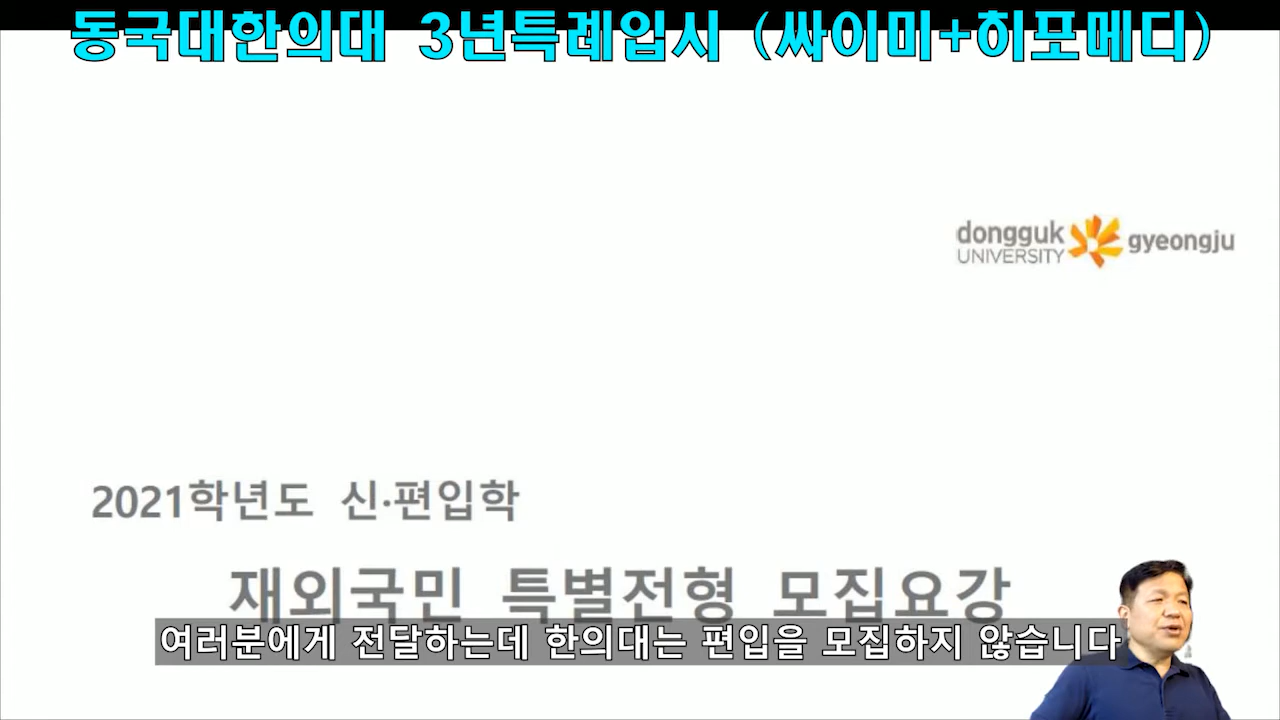 동국대한의대 3년특례입시 (싸이미+히포메디)
dongguk UNIVERSITY gyeongju
2021학년도 신·편입학
재외국민 특별전형 모집요강
여러분에게 전달하는데 한의대는 편입을 모집하지 않습니다